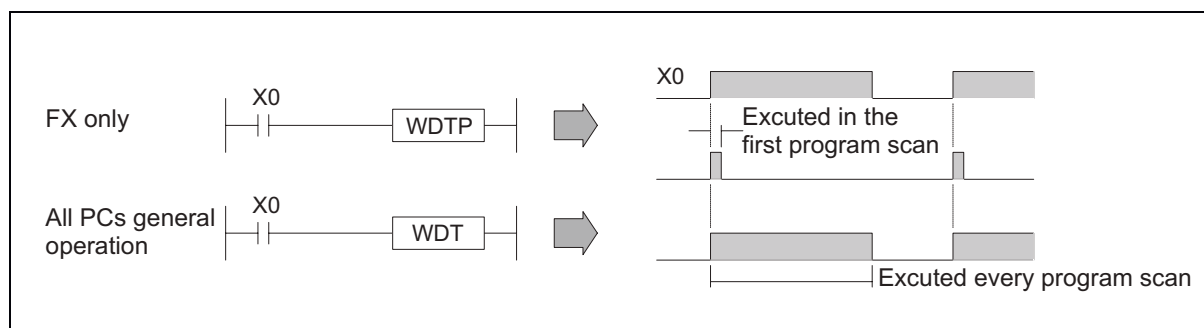 FX only
X0
WDTP
X0
Excuted in the
first program scan
All PCs general
operation
X0
WDT
Excuted every program scan